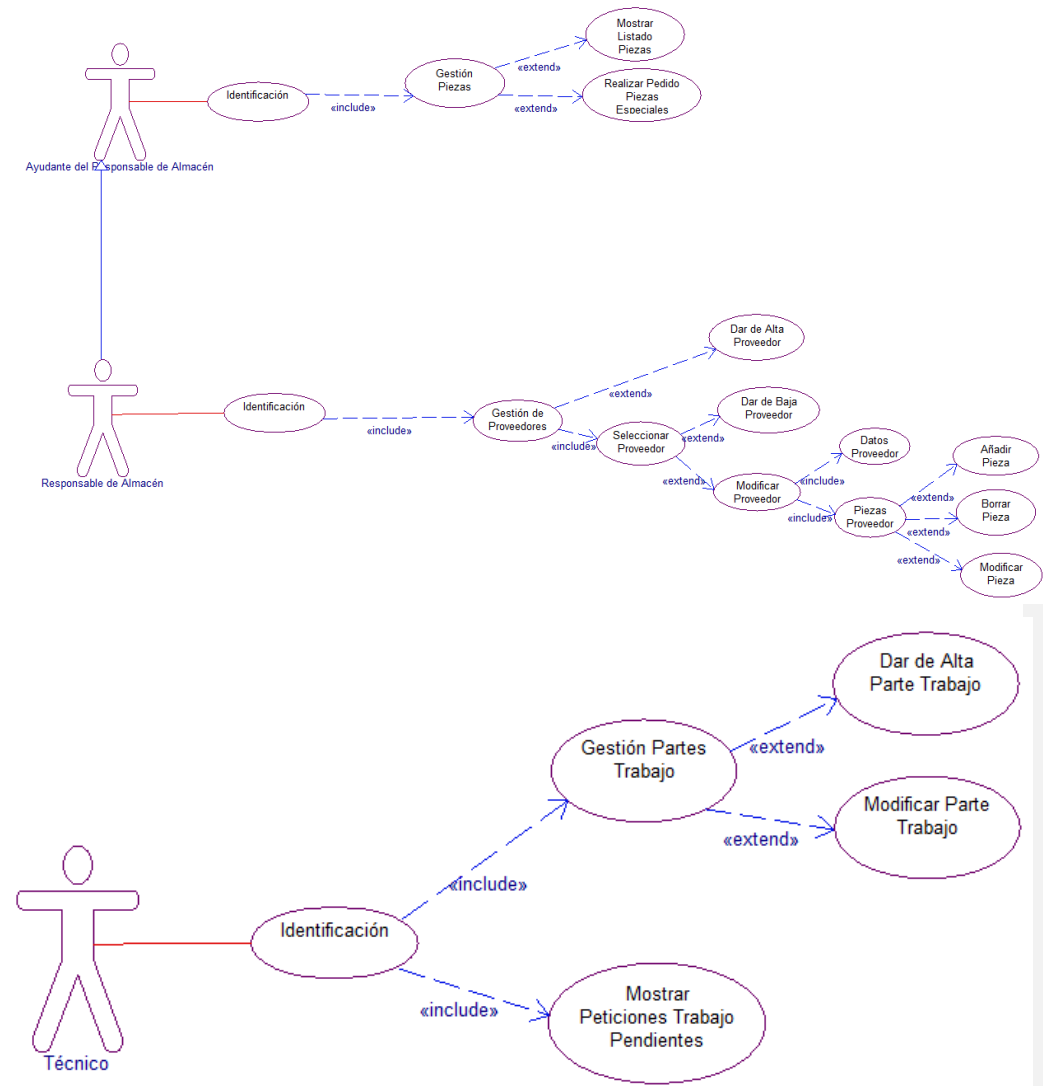 Mostrar
Listado
Piezas
«extend»
Gestión
Piezas
Realizar Pedido
Piezas
Especiales
Identificación
«include»
«extend»
Ayudante del Responsable de Almacén
Dar de Alta
Proveedor
«extend»
Identificación
«include»
Gestión de
Proveedores
«include»
Seleccionar
Proveedor
«extend»
Dar de Baja
Proveedor
«extend»
Modificar
Proveedor
«include»
Datos
Proveedor
«include»
Piezas
Proveedor
«extend»
Añadir
Pieza
«extend»
Borrar
Pieza
«extend»
Modificar
Pieza
Responsable de Almacén
Dar de Alta
Parte Trabajo
Gestión Partes
Trabajo
«extend»
Modificar Parte
Trabajo
«extend»
«include»
Identificación
«include»
Mostrar
Peticiones Trabajo
Pendientes
Técnico